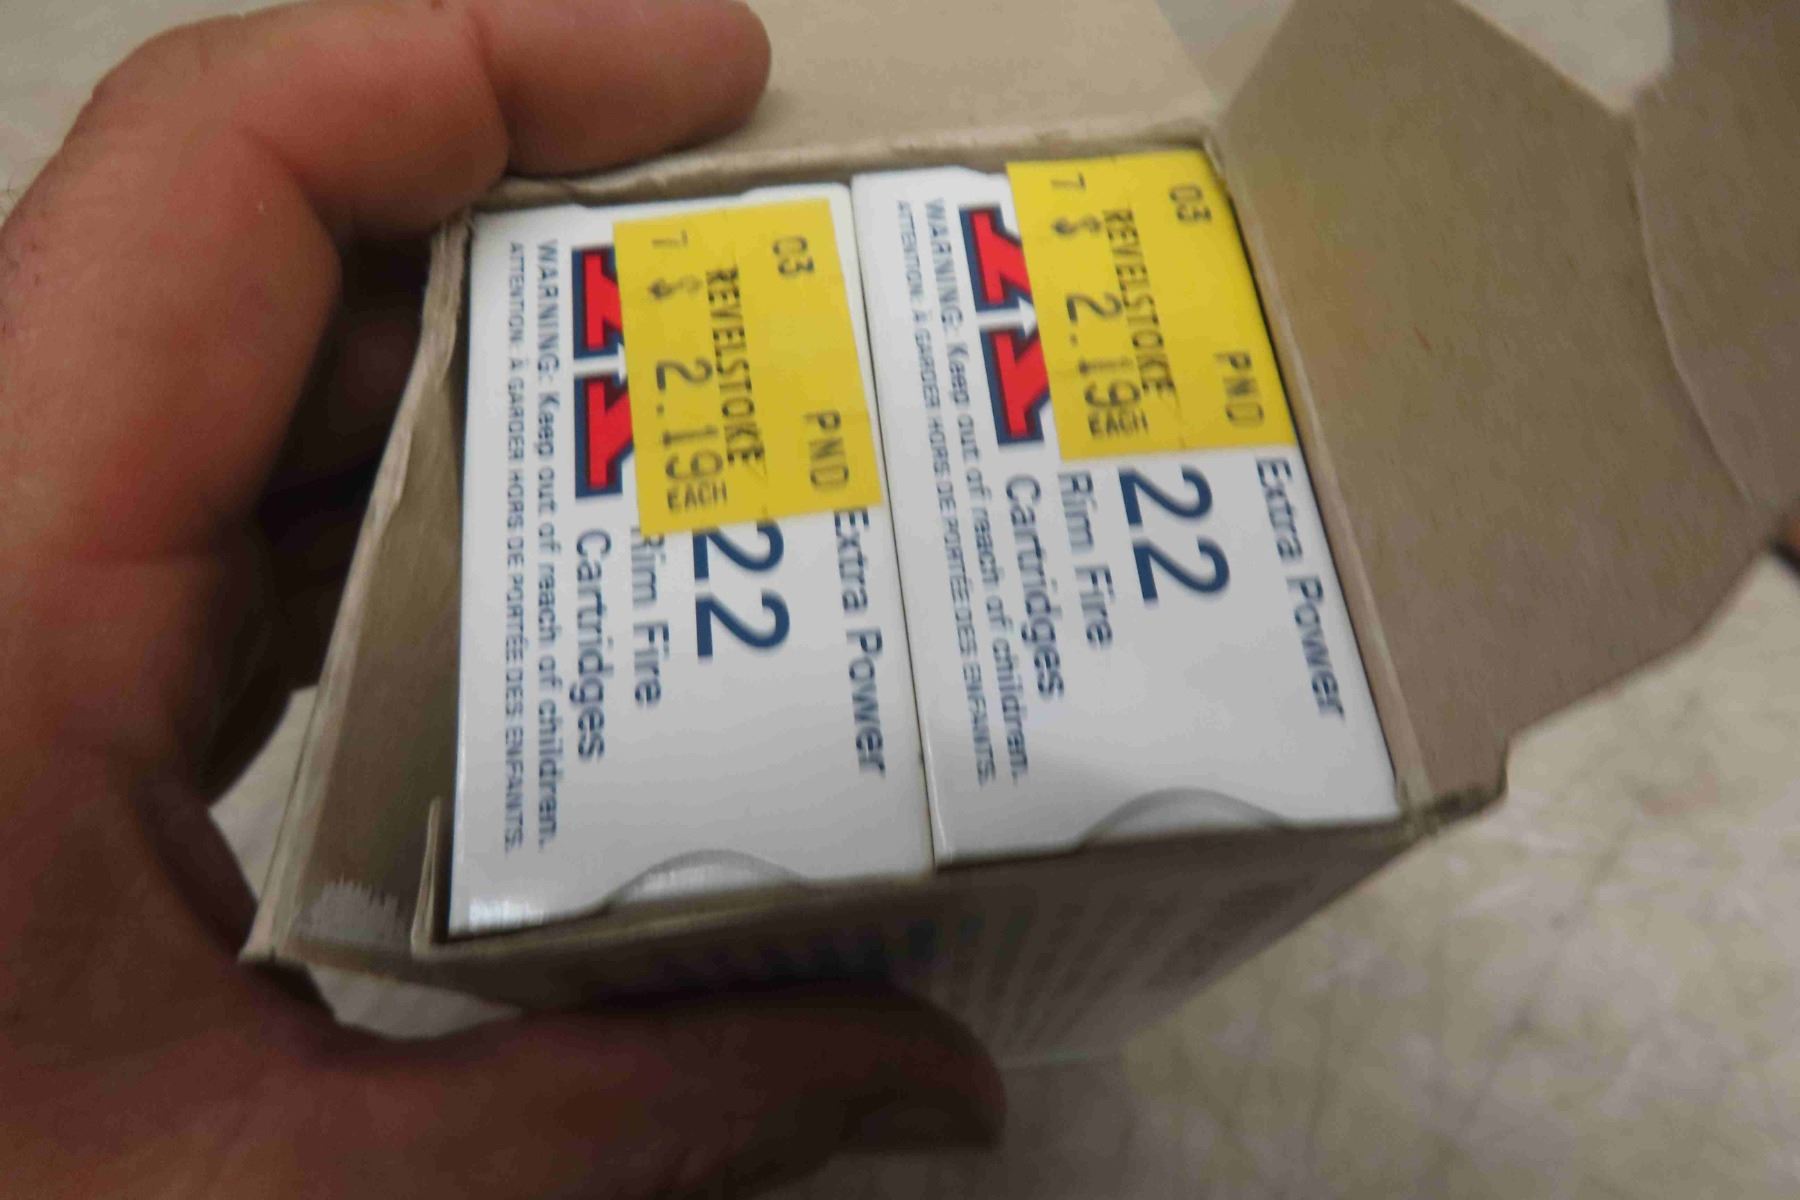 03 PND
REVELSTOKE
7 $ 2.19
EACH
Extra Power
22
Rim Fire
Cartridges
WARNING: Keep out of reach of children.
ATTENTION: À GARDER HORS DE PORTÉE DES ENFANTS.
03 PND
REVELSTOKE
7 $ 2.19
EACH
Extra Power
22
Rim Fire
Cartridges
WARNING: Keep out of reach of children.
ATTENTION: À GARDER HORS DE PORTÉE DES ENFANTS.